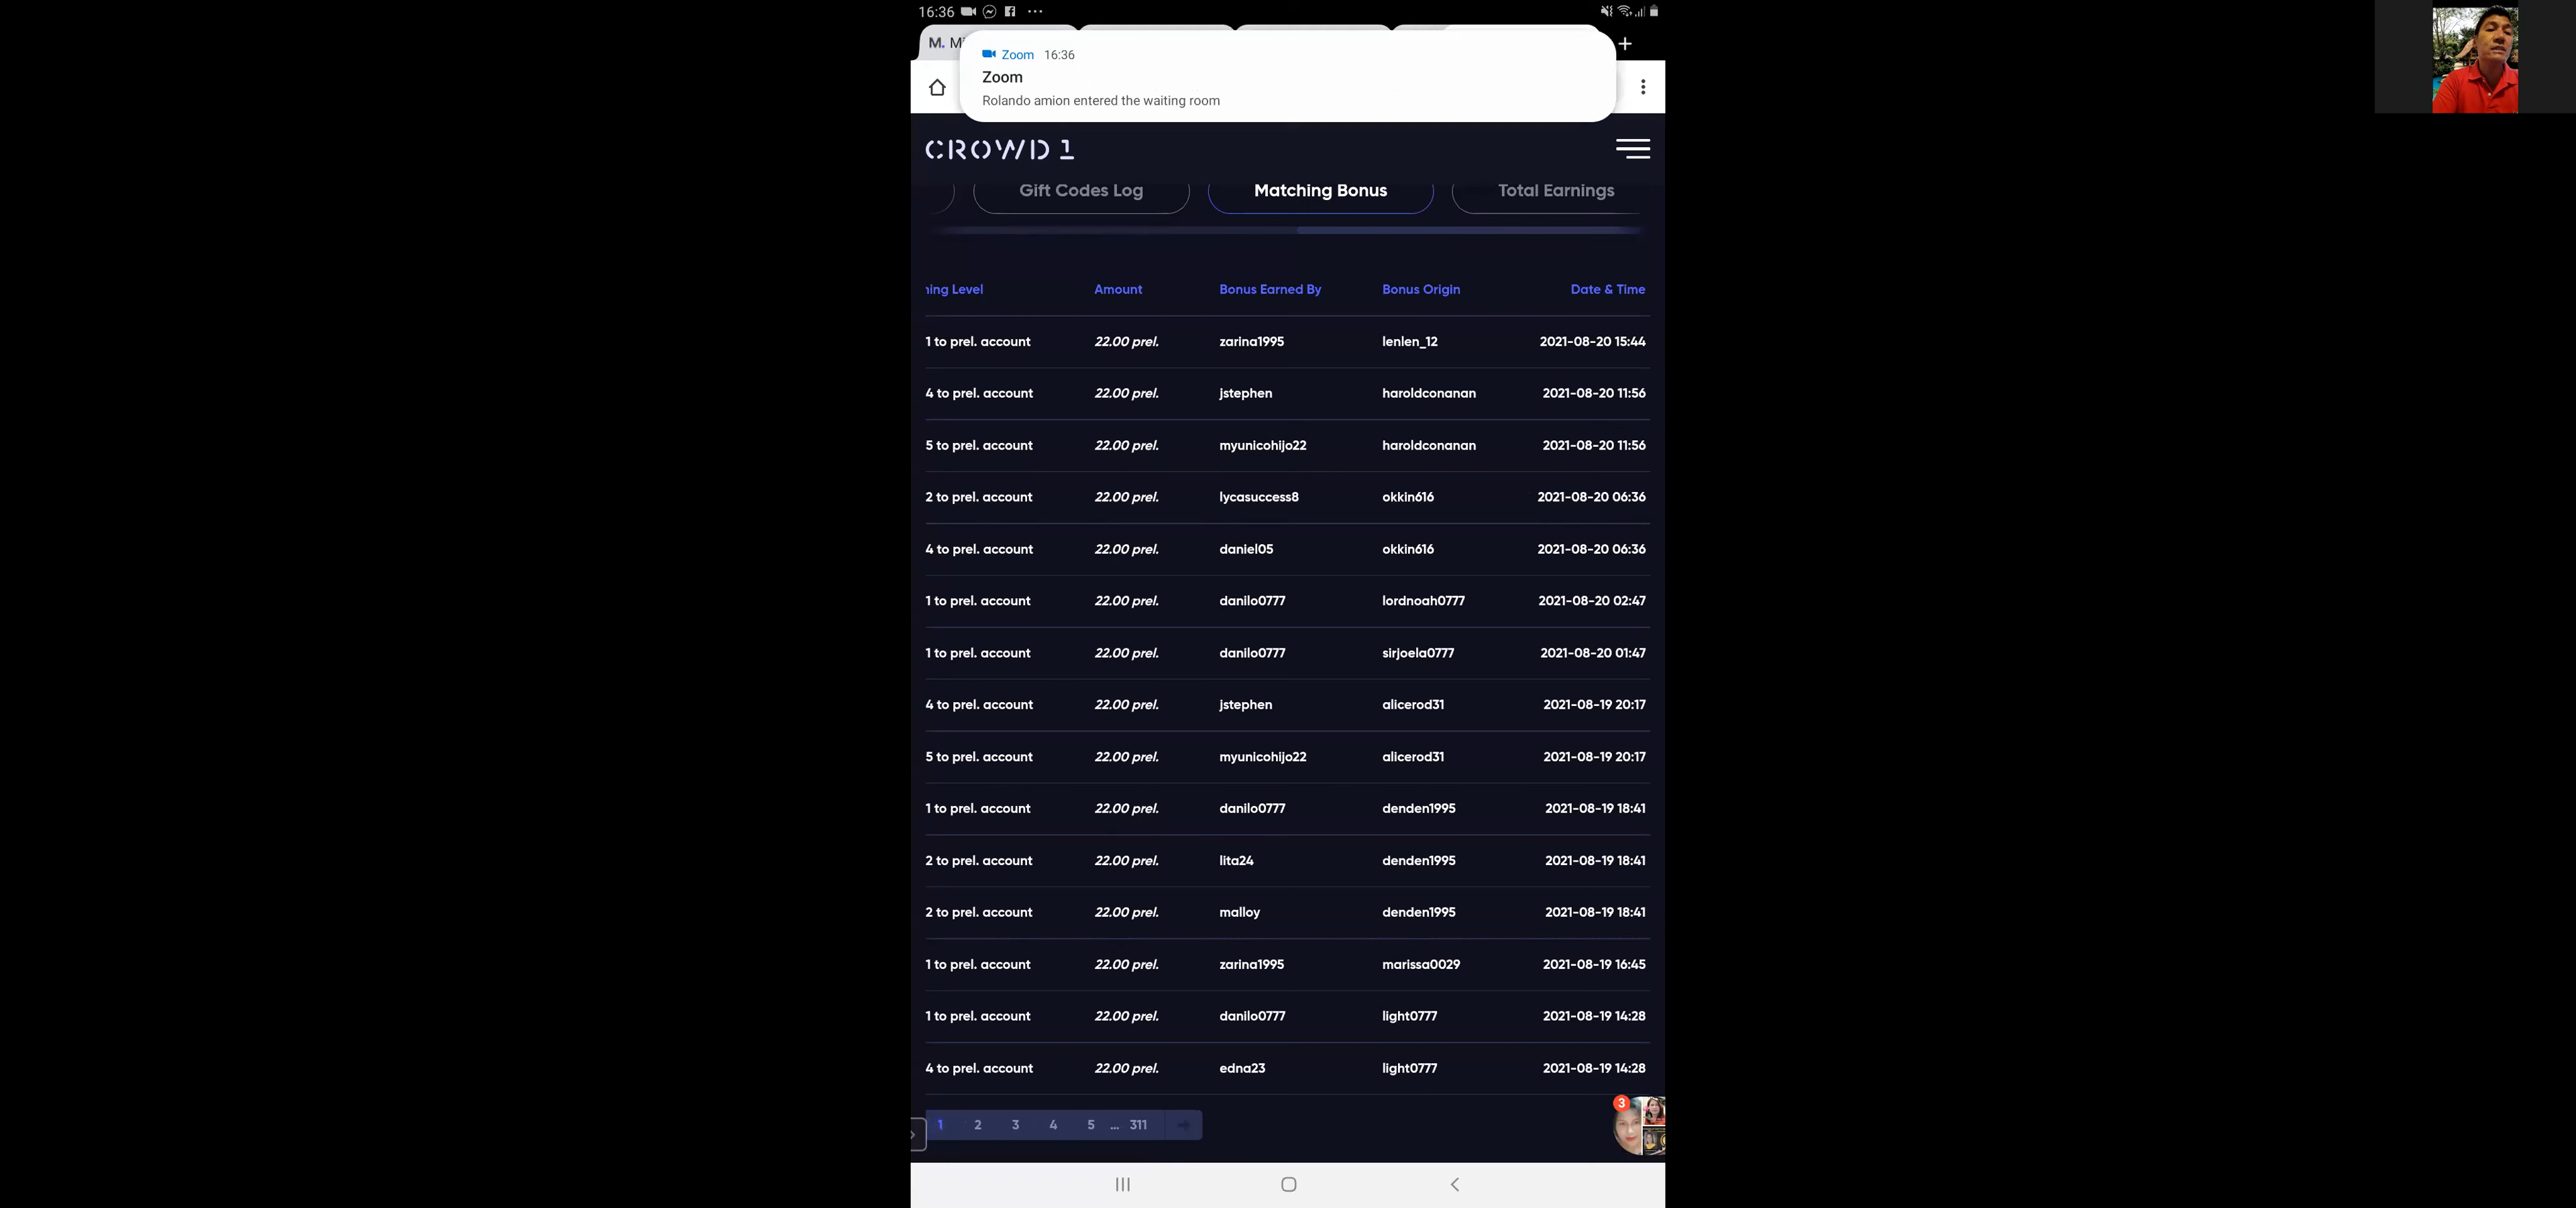 16:36
M. M
Zoom 16:36
Zoom
Rolando amion entered the waiting room
CROWD 1
Gift Codes Log Matching Bonus Total Earnings
ning Level Amount Bonus Earned By Bonus Origin Date & Time
1 to prel. account 22.00 prel. zarina1995 lenlen_12 2021-08-20 15:44
4 to prel. account 22.00 prel. jstephen haroldconanan 2021-08-20 11:56
5 to prel. account 22.00 prel. myunicohijo22 haroldconanan 2021-08-20 11:56
2 to prel. account 22.00 prel. lycasuccess8 okkin616 2021-08-20 06:36
4 to prel. account 22.00 prel. daniel05 okkin616 2021-08-20 06:36
1 to prel. account 22.00 prel. danilo0777 lordnoah0777 2021-08-20 02:47
1 to prel. account 22.00 prel. danilo0777 sirjoela0777 2021-08-20 01:47
4 to prel. account 22.00 prel. jstephen alicerod31 2021-08-19 20:17
5 to prel. account 22.00 prel. myunicohijo22 alicerod31 2021-08-19 20:17
1 to prel. account 22.00 prel. danilo0777 denden1995 2021-08-19 18:41
2 to prel. account 22.00 prel. lita24 denden1995 2021-08-19 18:41
2 to prel. account 22.00 prel. malloy denden1995 2021-08-19 18:41
1 to prel. account 22.00 prel. zarina1995 marissa0029 2021-08-19 16:45
1 to prel. account 22.00 prel. danilo0777 light0777 2021-08-19 14:28
4 to prel. account 22.00 prel. edna23 light0777 2021-08-19 14:28
3
1 2 3 4 5 ... 311